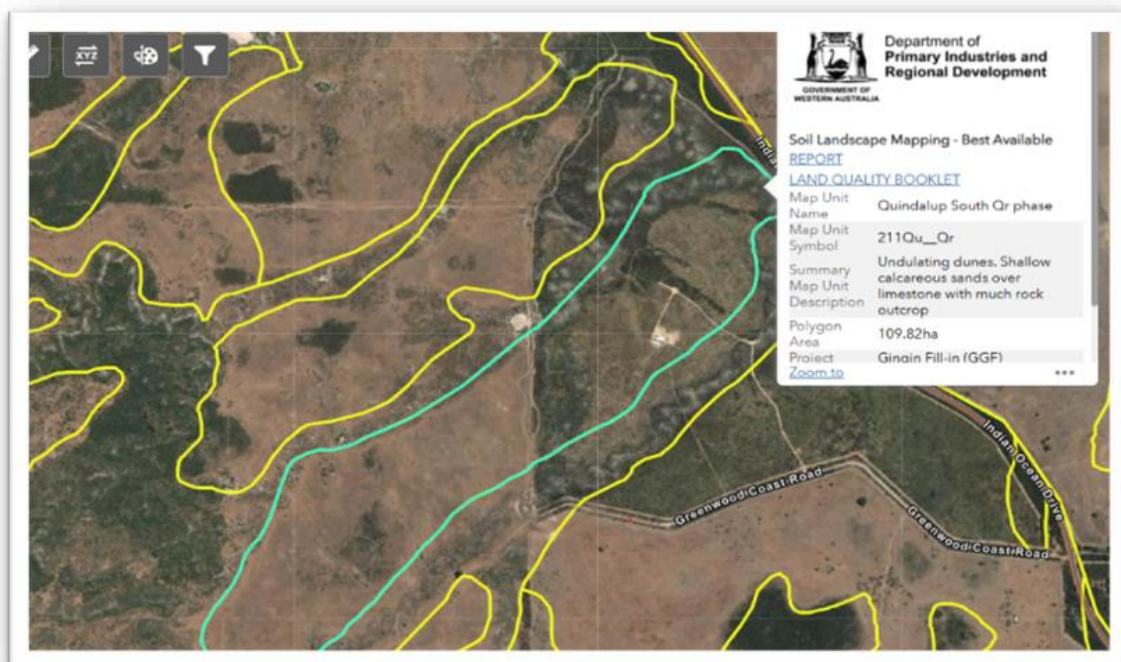 XYZ
Department of
Primary Industries and
Regional Development
GOVERNMENT OF
WESTERN AUSTRALIA
Soil Landscape Mapping - Best Available
REPORT
LAND QUALITY BOOKLET
Map Unit
Name
Quindalup South Qr phase
Map Unit
Symbol
211Qu__Qr
Summary
Map Unit
Description
Undulating dunes. Shallow
calcareous sands over
limestone with much rock
outcrop
Polygon
Area
109.82ha
Project
Gingin Fill-in (GGF)
Zoom to
India
Indian Ocean Drive
Greenwood Coast Road
Greenwood Coast Road